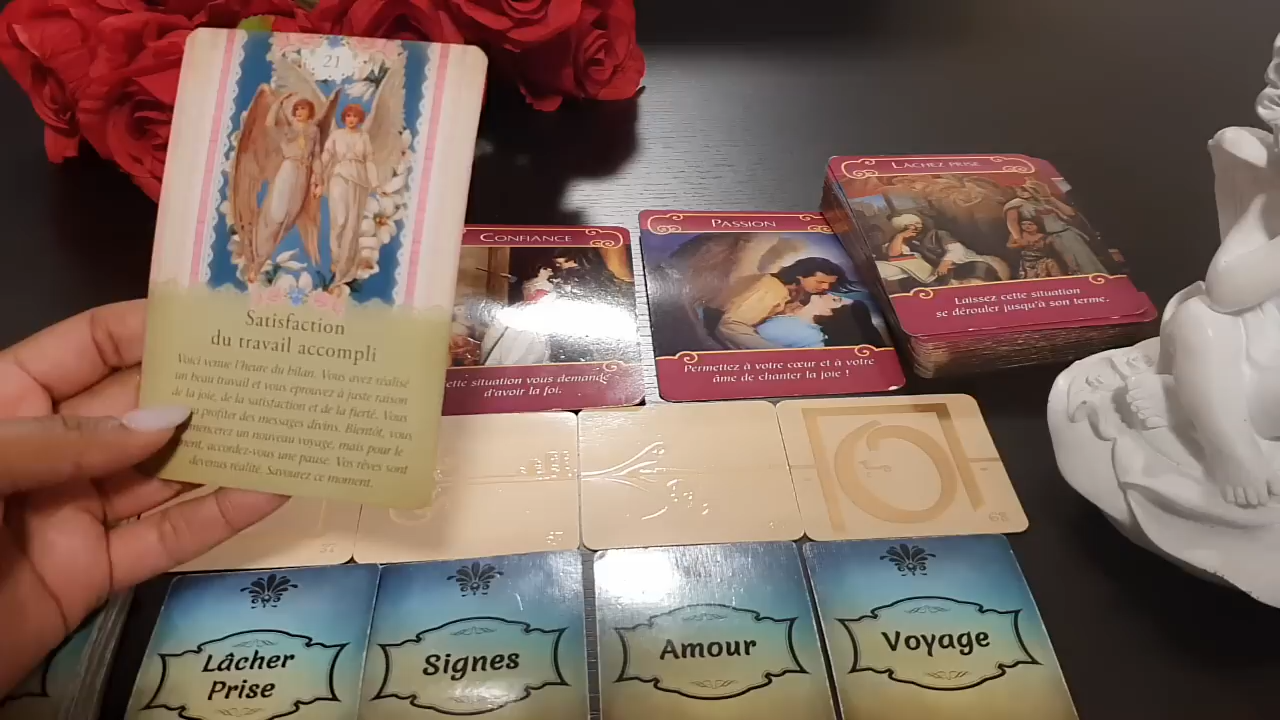 21
Satisfaction
du travail accompli
Voici venue l'heure du bilan. Vous avez réalisé
un beau travail et vous éprouvez à juste raison
de la joie, de la satisfaction et de la fierté. Vous
profiter des messages divins. Bientôt, vous
un nouveau voyage, mais pour le
accordez-vous une pause. Vos rêves sont
devenus réalité. Savourez ce moment.
CONFIANCE
situation vous demande
d'avoir la foi.
PASSION
Permettez à votre cœur et à votre
âme de chanter la joie !
LÂCHEZ PRISE
Laissez cette situation
se dérouler jusqu'à son terme.
Lâcher
Prise
Signes
Amour
Voyage